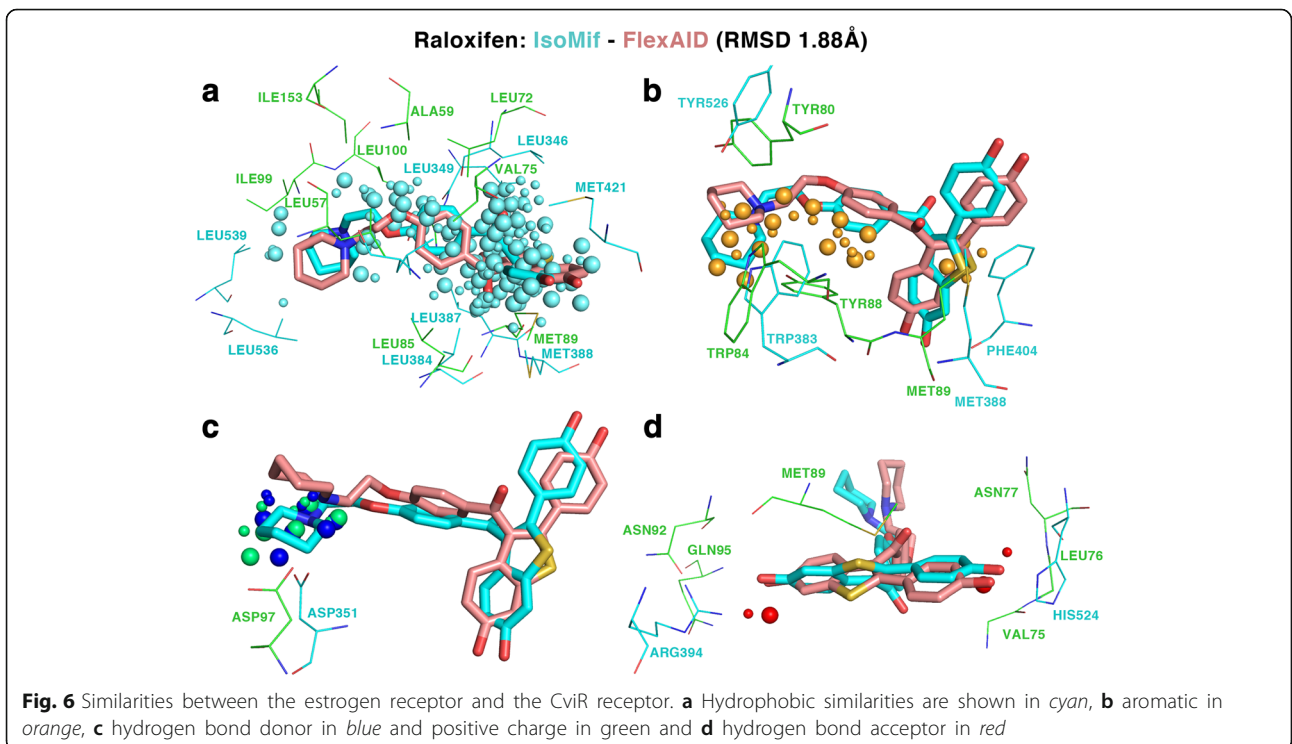 Raloxifen: IsoMif - FlexAID (RMSD 1.88Å)
a
ILE153
ALA59
LEU72
LEU346
LEU100
LEU349
VAL75
ILE99
MET421
LEU57
LEU539
LEU387
LEU536
LEU85
MET89
LEU384
MET388
b
TYR526
TYR80
TYR88
TRP84
TRP383
PHE404
MET89
MET388
c
ASP97
ASP351
d
MET89
ASN77
ASN92
GLN95
LEU76
HIS524
VAL75
ARG394
Fig. 6 Similarities between the estrogen receptor and the CviR receptor. a Hydrophobic similarities are shown in cyan, b aromatic in
orange, c hydrogen bond donor in blue and positive charge in green and d hydrogen bond acceptor in red